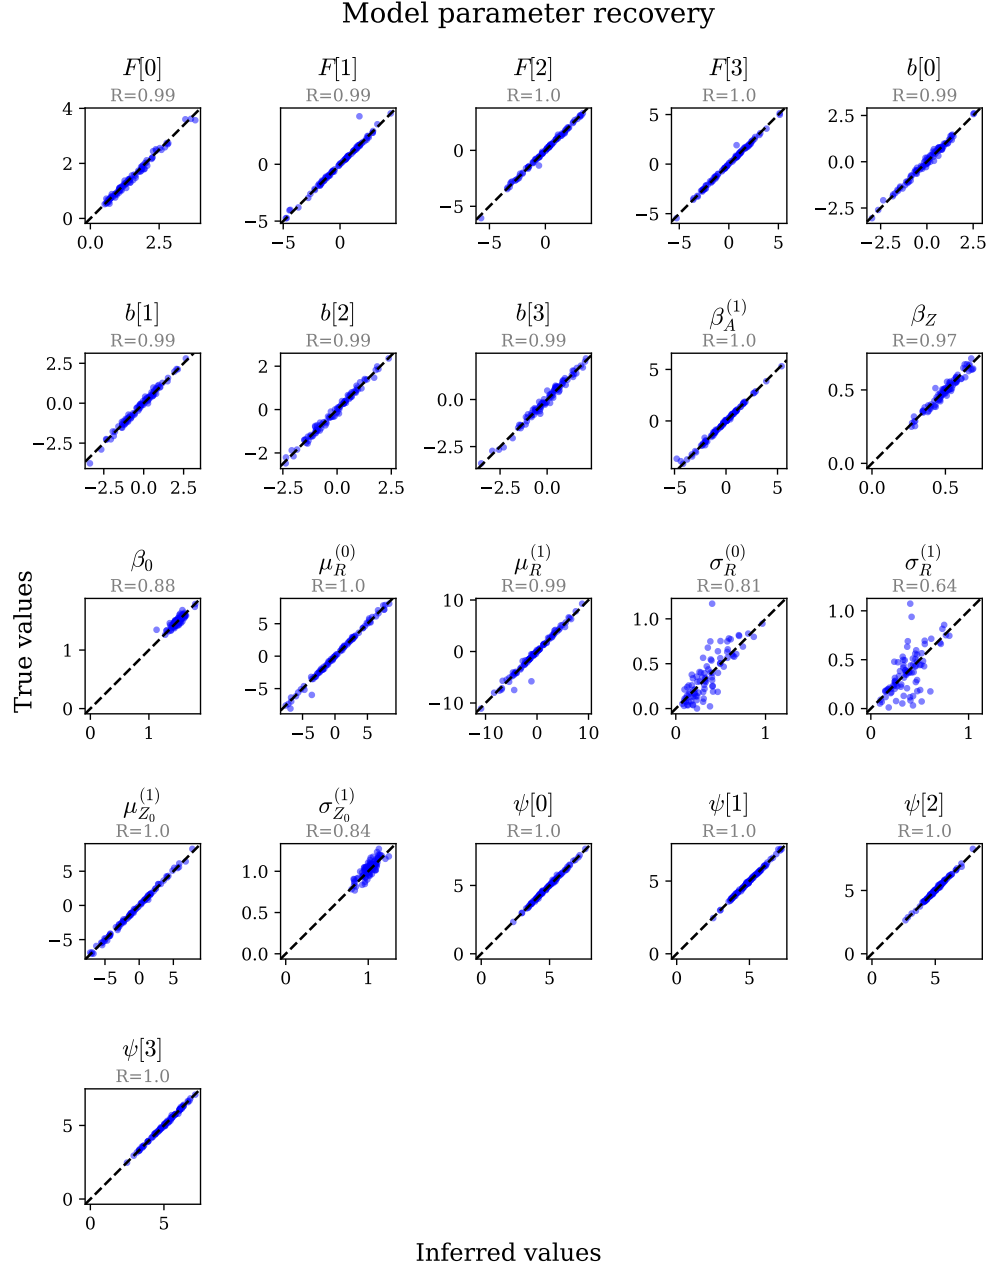 Model parameter recovery
F[0] F[1] F[2] F[3] b[0]
R=0.99 R=0.99 R=1.0 R=1.0 R=0.99
4 2 0 0.0 2.5
0 −5 −5 0
0 −5 −5 0
5 0 −5 −5 0 5
2.5 0.0 −2.5 −2.5 0.0 2.5
b[1] b[2] b[3] β_A^{(1)} β_Z
R=0.99 R=0.99 R=0.99 R=1.0 R=0.97
2.5 0.0 −2.5 −2.5 0.0 2.5
2 0 −2 −2.5 0.0 2.5
0.0 −2.5 −2.5 0.0
5 0 −5 0 5
0.5 0.0 0.0 0.5
True values
β_0 μ_R^{(0)} μ_R^{(1)} σ_R^{(0)} σ_R^{(1)}
R=0.88 R=1.0 R=0.99 R=0.81 R=0.64
1 0 0 1
5 0 −5 −5 0 5
10 0 −10 −10 0 10
1.0 0.5 0.0 0 1
1.0 0.5 0.0 0 1
μ_{Z_0}^{(1)} σ_{Z_0}^{(1)} ψ[0] ψ[1] ψ[2]
R=1.0 R=0.84 R=1.0 R=1.0 R=1.0
5 0 −5 −5 0 5
1.0 0.5 0.0 0 1
5 0 0 5
5 0 0 5
5 0 0 5
ψ[3]
R=1.0
5 0 0 5
Inferred values